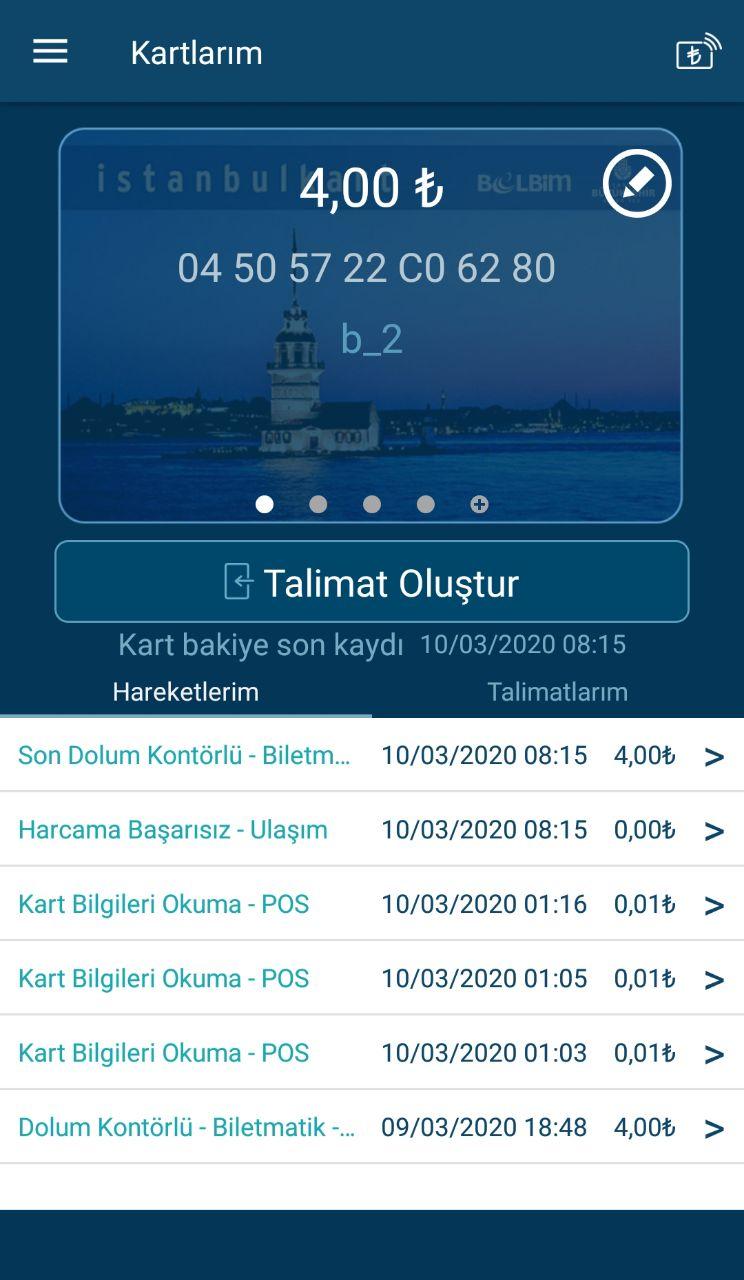 Kartlarım
istanbulkart BELBiM
4,00 ₺
04 50 57 22 C0 62 80
b_2
Talimat Oluştur
Kart bakiye son kaydı 10/03/2020 08:15
Hareketlerim Talimatlarım
Son Dolum Kontörlü - Biletm... 10/03/2020 08:15 4,00₺ >
Harcama Başarısız - Ulaşım 10/03/2020 08:15 0,00₺ >
Kart Bilgileri Okuma - POS 10/03/2020 01:16 0,01₺ >
Kart Bilgileri Okuma - POS 10/03/2020 01:05 0,01₺ >
Kart Bilgileri Okuma - POS 10/03/2020 01:03 0,01₺ >
Dolum Kontörlü - Biletmatik -... 09/03/2020 18:48 4,00₺ >